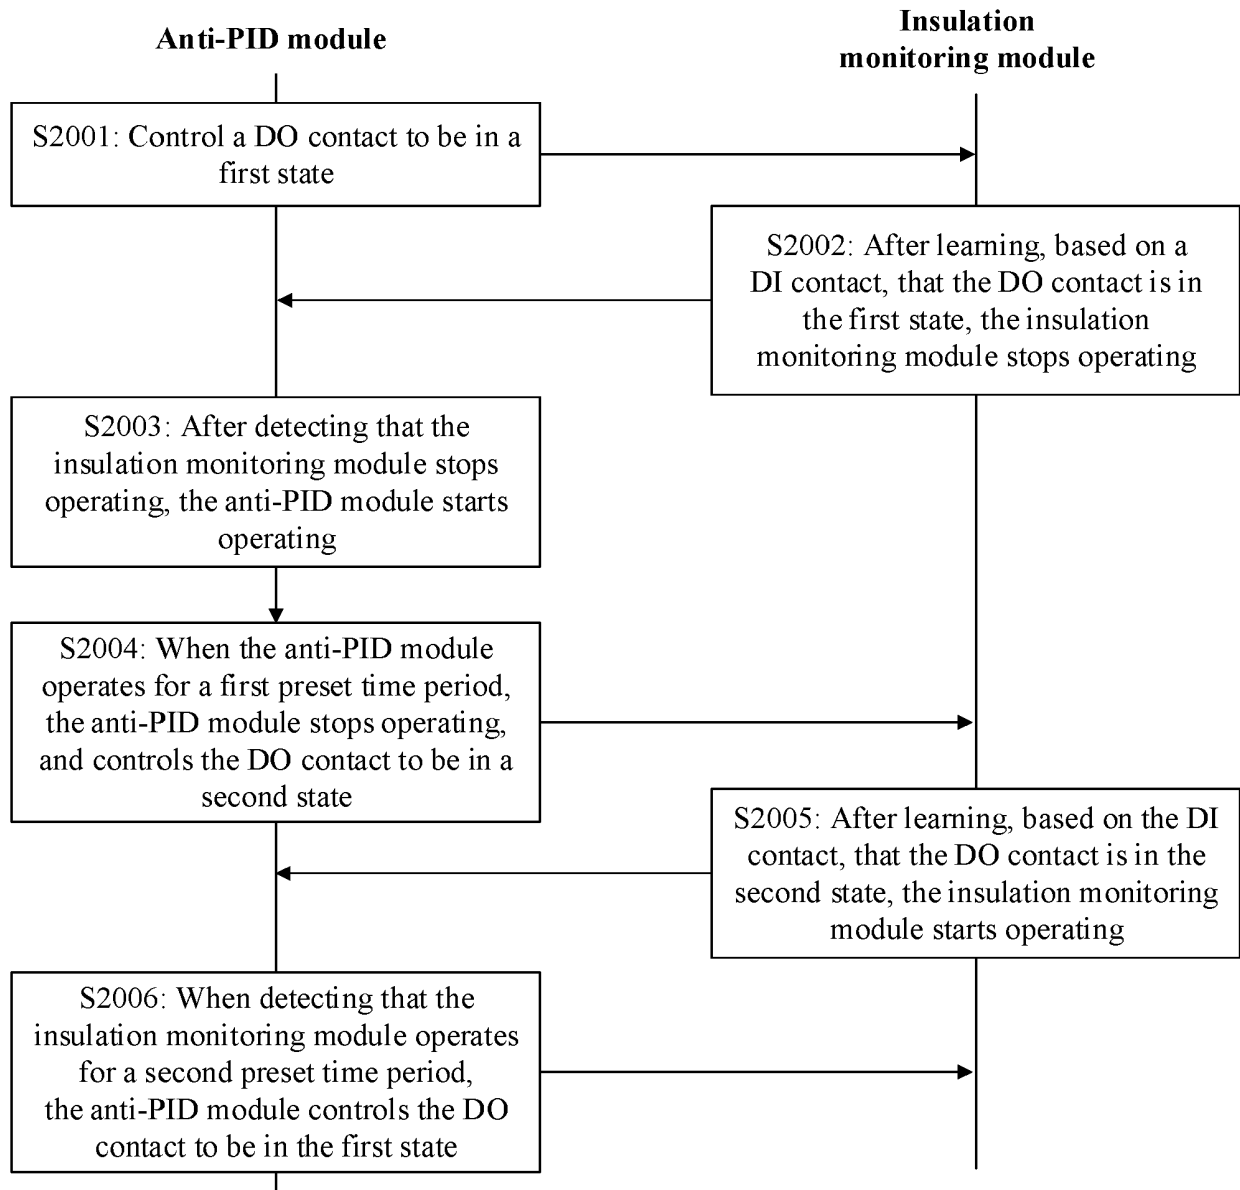 Anti-PID module
Insulation
monitoring module
S2001: Control a DO contact to be in a
first state
S2002: After learning, based on a
DI contact, that the DO contact is in
the first state, the insulation
monitoring module stops operating
S2003: After detecting that the
insulation monitoring module stops
operating, the anti-PID module starts
operating
S2004: When the anti-PID module
operates for a first preset time period,
the anti-PID module stops operating,
and controls the DO contact to be in a
second state
S2005: After learning, based on the DI
contact, that the DO contact is in the
second state, the insulation monitoring
module starts operating
S2006: When detecting that the
insulation monitoring module operates
for a second preset time period,
the anti-PID module controls the DO
contact to be in the first state